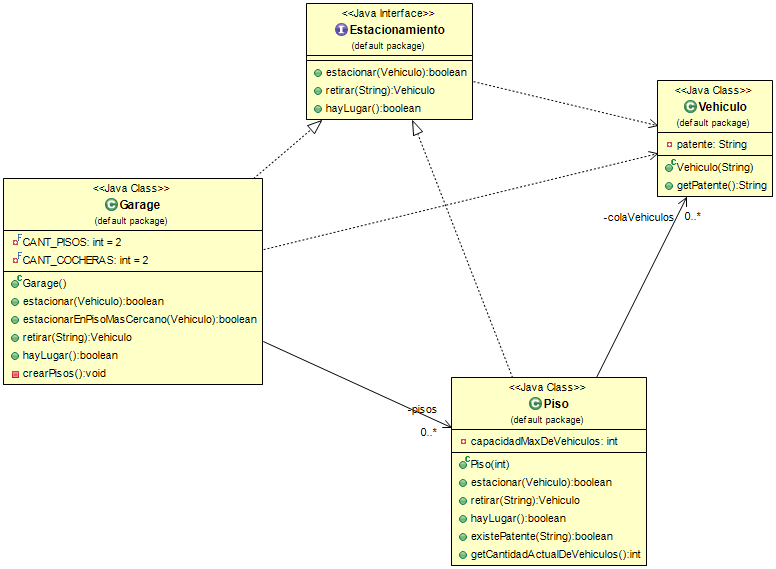 <<Java Interface>>
Estacionamiento
(default package)
estacionar(Vehiculo):boolean
retirar(String):Vehiculo
hayLugar():boolean
<<Java Class>>
Vehiculo
(default package)
patente: String
Vehiculo(String)
getPatente():String
<<Java Class>>
Garage
(default package)
CANT_PISOS: int = 2
CANT_COCHERAS: int = 2
Garage()
estacionar(Vehiculo):boolean
estacionarEnPisoMasCercano(Vehiculo):boolean
retirar(String):Vehiculo
hayLugar():boolean
crearPisos():void
-colaVehiculos
0..*
-pisos
0..*
<<Java Class>>
Piso
(default package)
capacidadMaxDeVehiculos: int
Piso(int)
estacionar(Vehiculo):boolean
retirar(String):Vehiculo
hayLugar():boolean
existePatente(String):boolean
getCantidadActualDeVehiculos():int